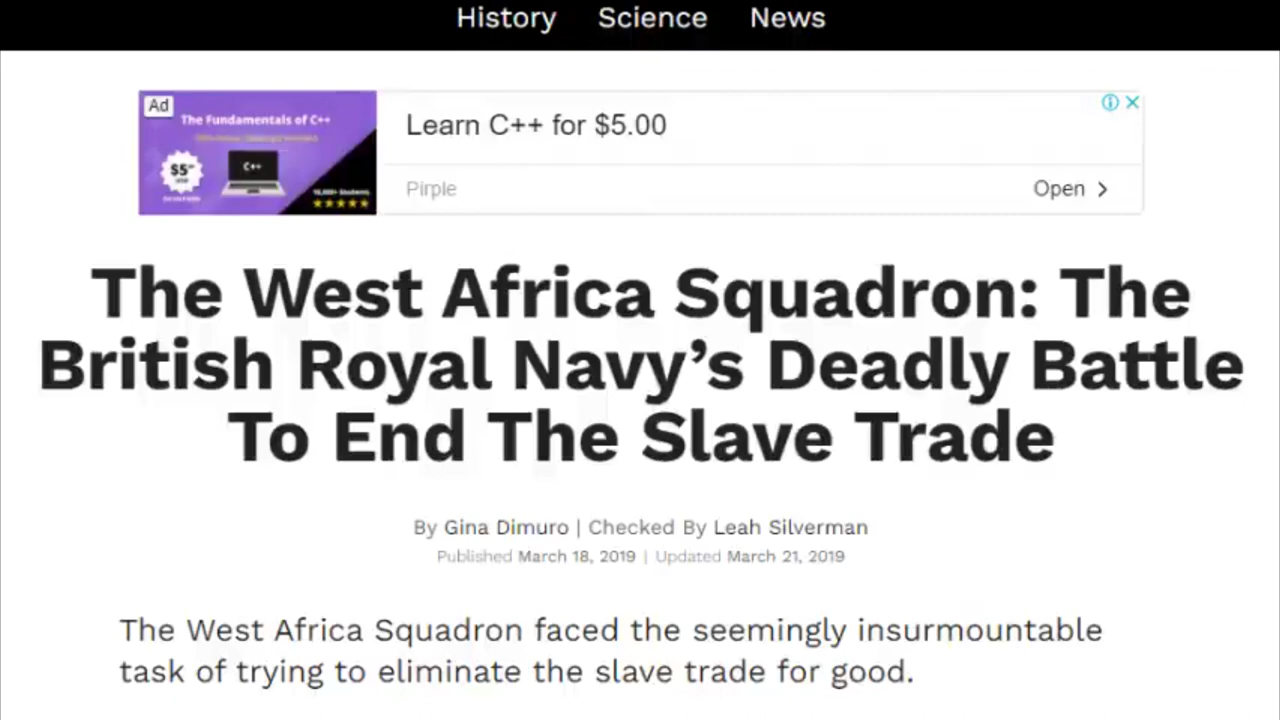 History Science News
Ad
The Fundamentals of C++
$5
C++
Learn C++ for $5.00
Pirple
Open
The West Africa Squadron: The
British Royal Navy’s Deadly Battle
To End The Slave Trade
By Gina Dimuro | Checked By Leah Silverman
Published March 18, 2019 | Updated March 21, 2019
The West Africa Squadron faced the seemingly insurmountable
task of trying to eliminate the slave trade for good.